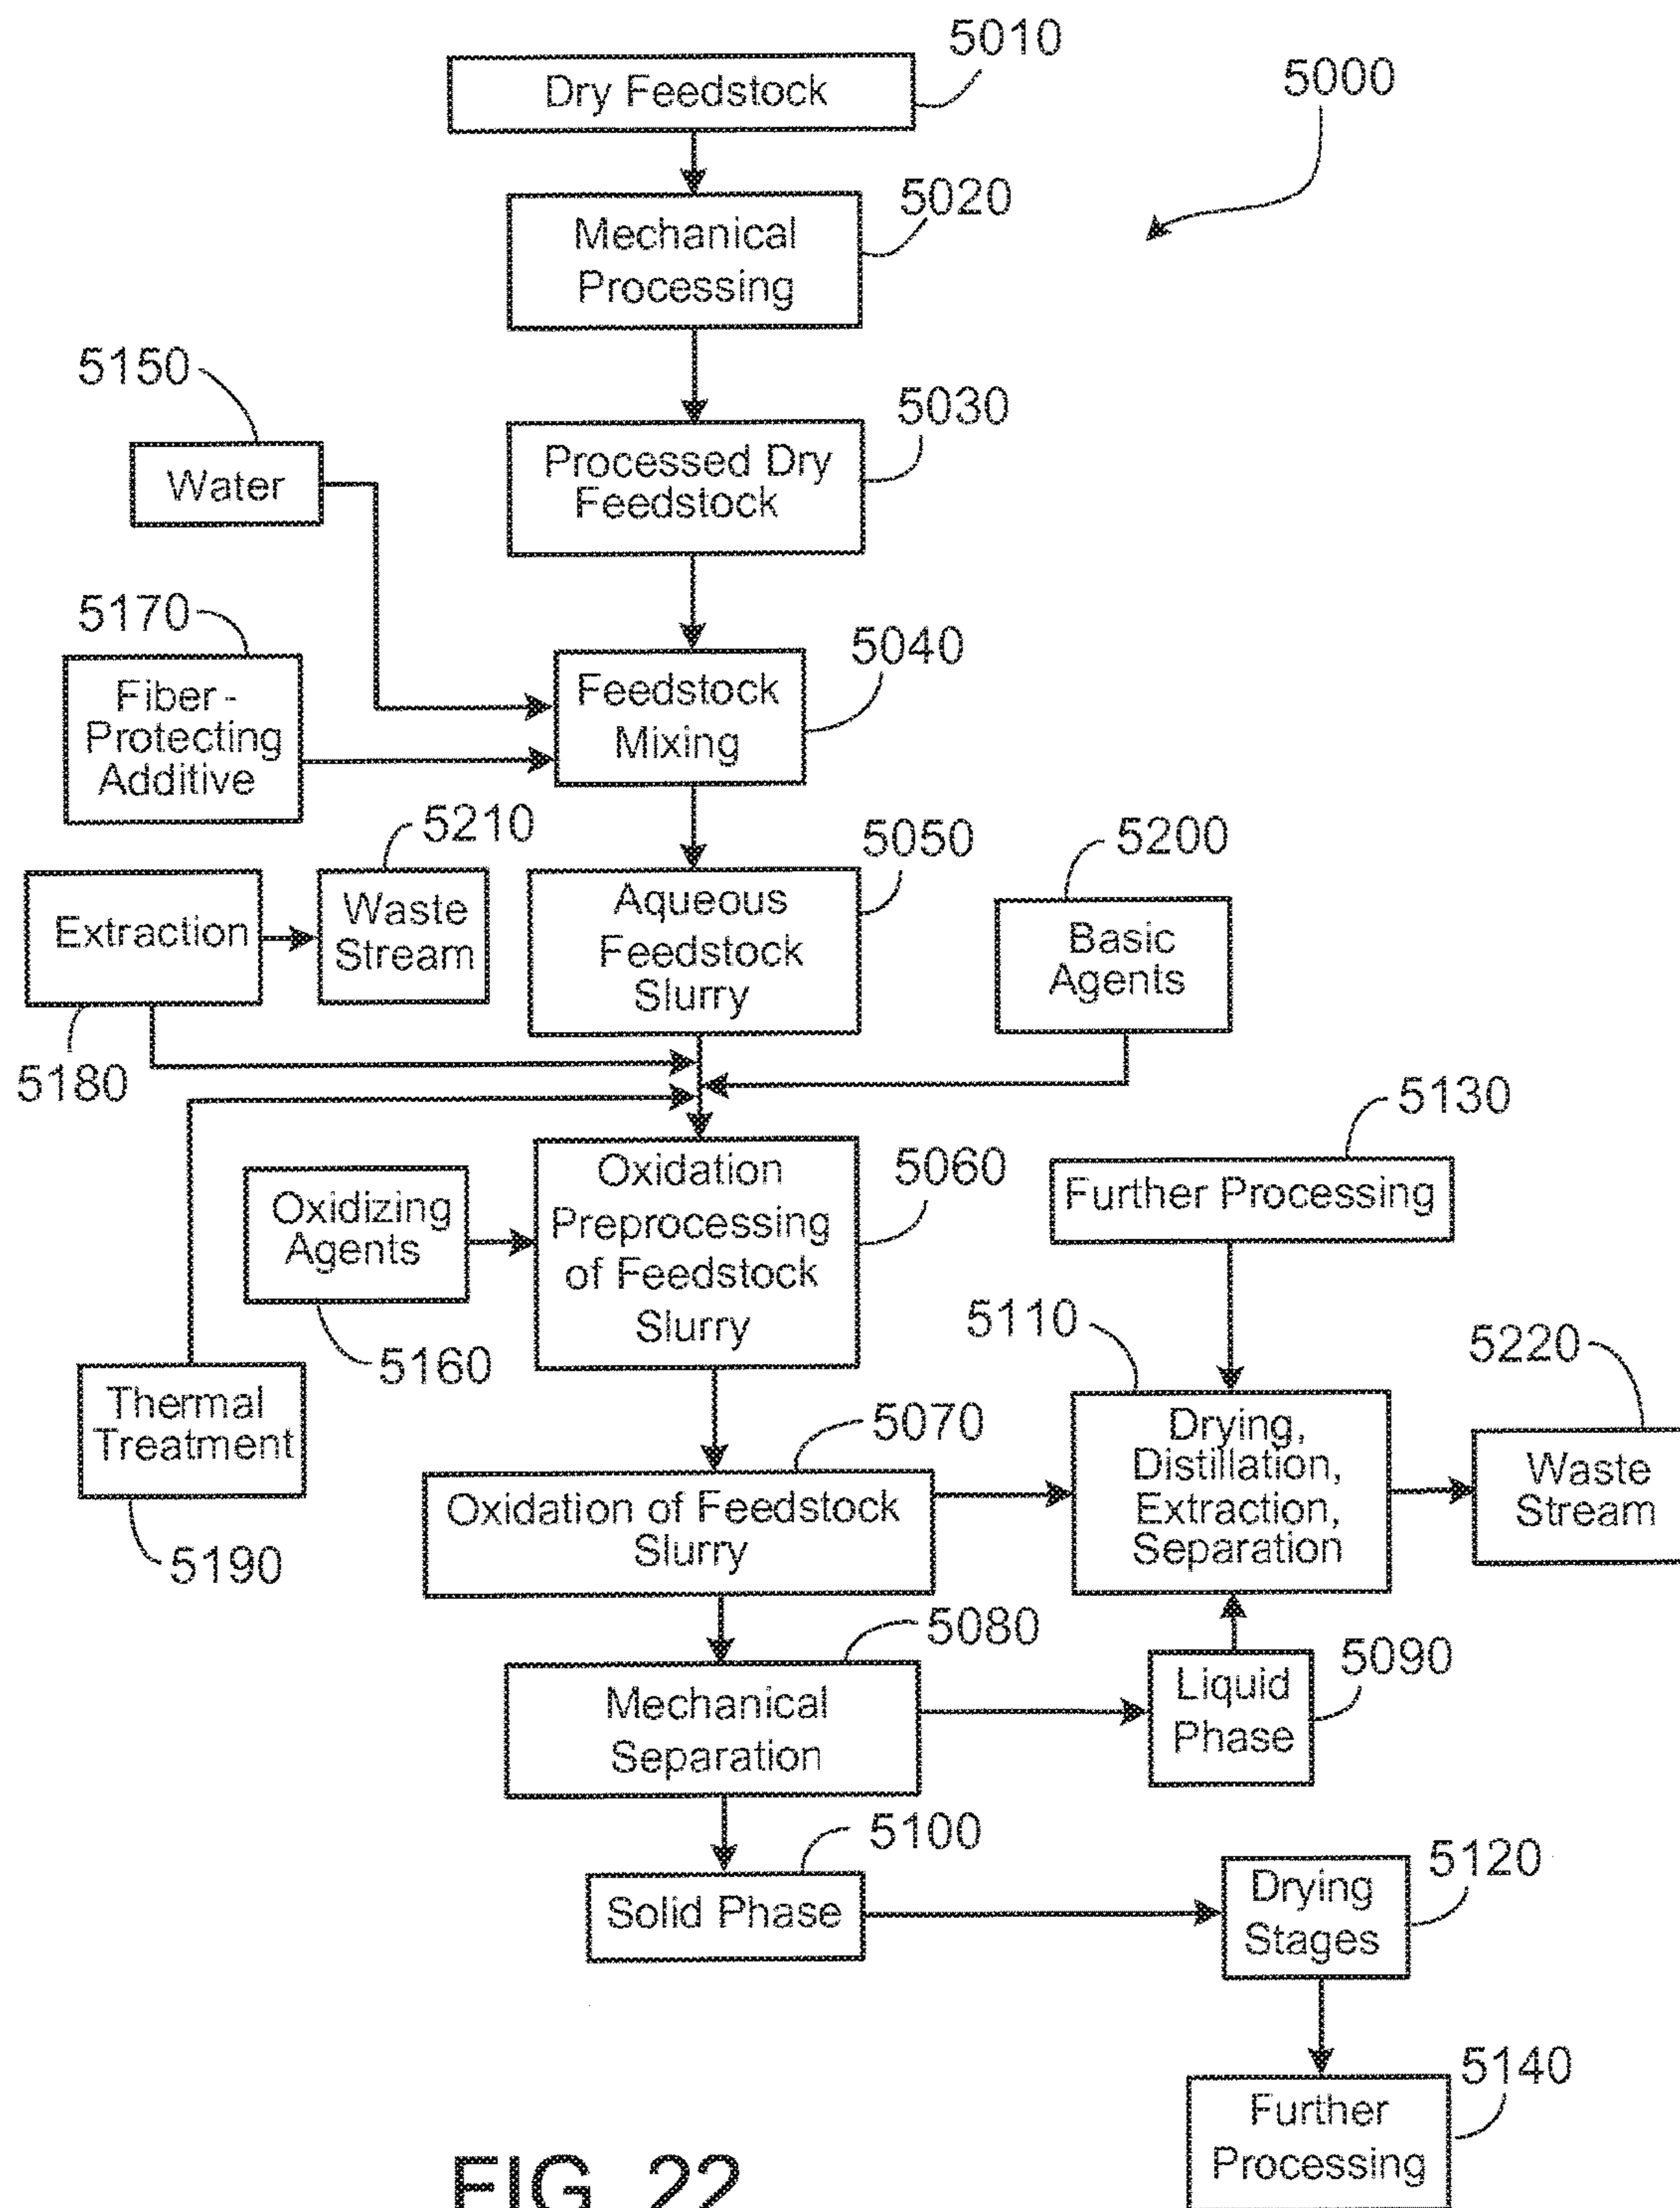 5010
Dry Feedstock
5000
5020
Mechanical
Processing
5150
5030
Water
Processed Dry
Feedstock
5170
5040
Fiber-
Protecting
Additive
Feedstock
Mixing
5210
5050
5200
Extraction
Waste
Stream
Aqueous
Feedstock
Slurry
Basic
Agents
5180
5130
5060
Oxidation
Preprocessing
of Feedstock
Slurry
Further Processing
Oxidizing
Agents
5110
5220
5160
Thermal
Treatment
5070
Drying,
Distillation,
Extraction,
Separation
Waste
Stream
Oxidation of Feedstock
Slurry
5190
5080
5090
Mechanical
Separation
Liquid
Phase
5100
5120
Solid Phase
Drying
Stages
5140
Further
Processing
FIG. 22